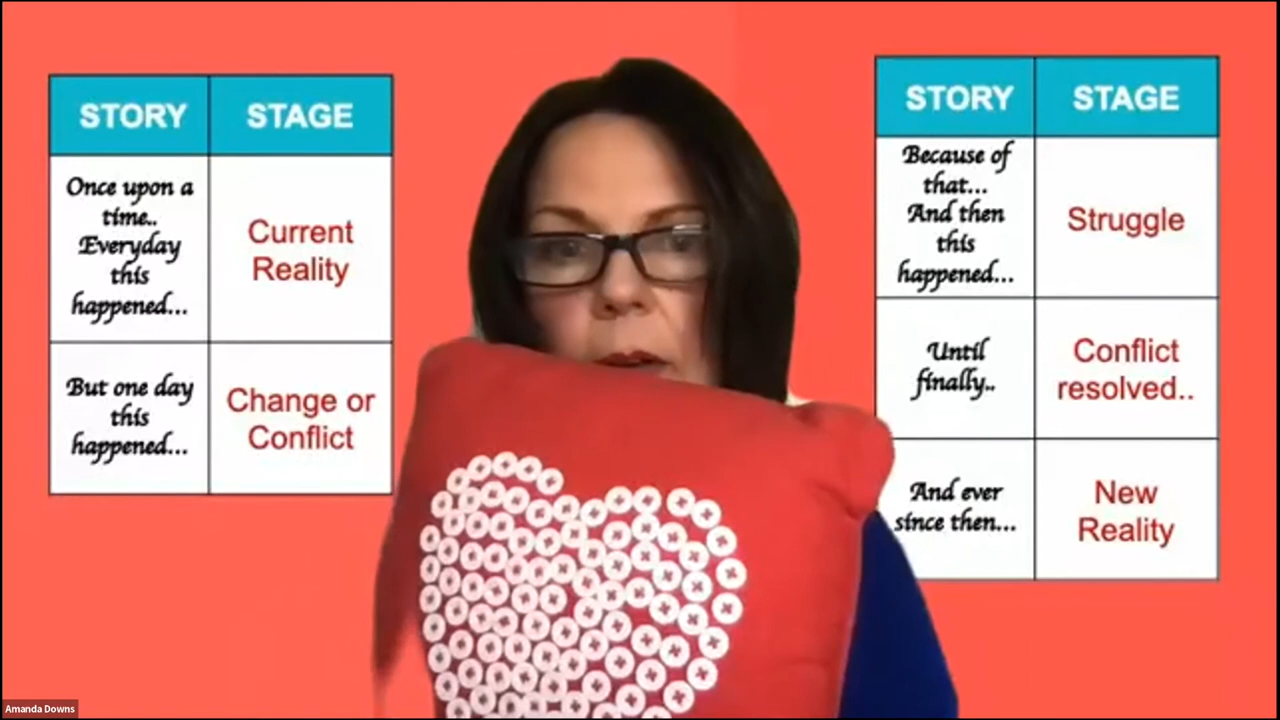 STORY STAGE
Once upon a
time..
Everyday
this
happened...
Current
Reality
But one day
this
happened...
Change or
Conflict
STORY STAGE
Because of
that...
And then
this
happened...
Struggle
Until
finally..
Conflict
resolved..
And ever
since then...
New
Reality
Amanda Downs